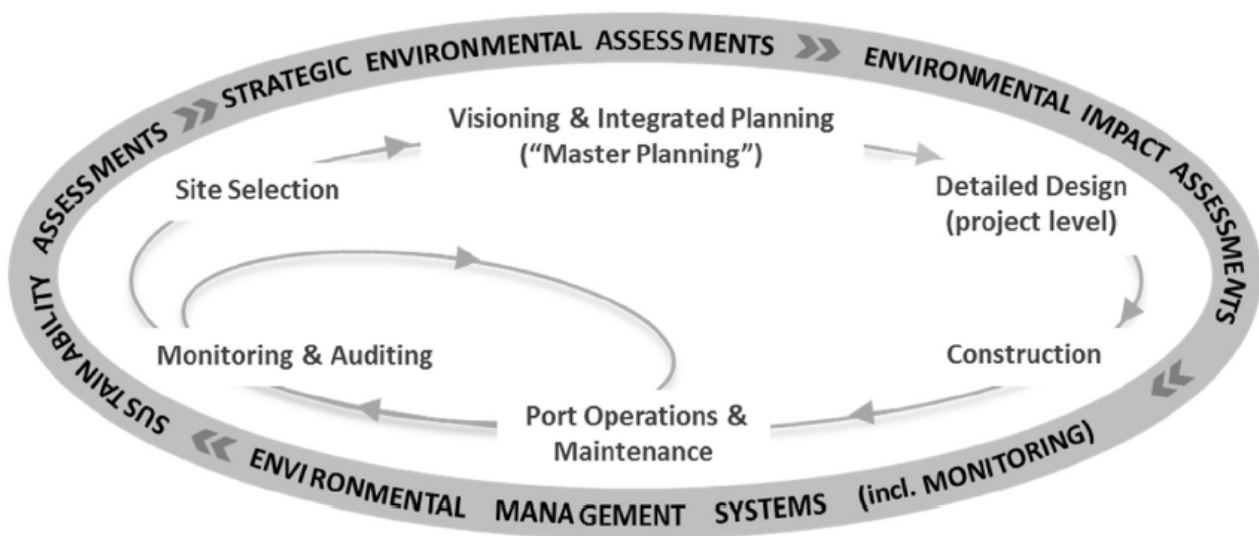 STRATEGIC ENVIRONMENTAL ASSESSMENTS
ENVIRONMENTAL IMPACT ASSESSMENTS
ENVIRONMENTAL MANAGEMENT SYSTEMS (incl. MONITORING)
SUSTAINABILITY ASSESSMENTS
Visioning & Integrated Planning
(“Master Planning”)
Site Selection
Detailed Design
(project level)
Monitoring & Auditing
Construction
Port Operations &
Maintenance